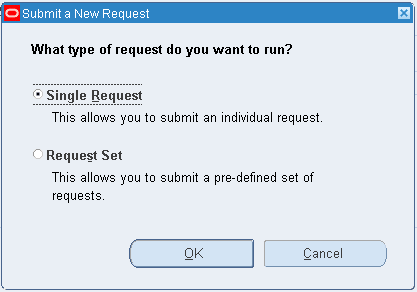 Submit a New Request
What type of request do you want to run?
Single Request
This allows you to submit an individual request.
Request Set
This allows you to submit a pre-defined set of
requests.
OK
Cancel